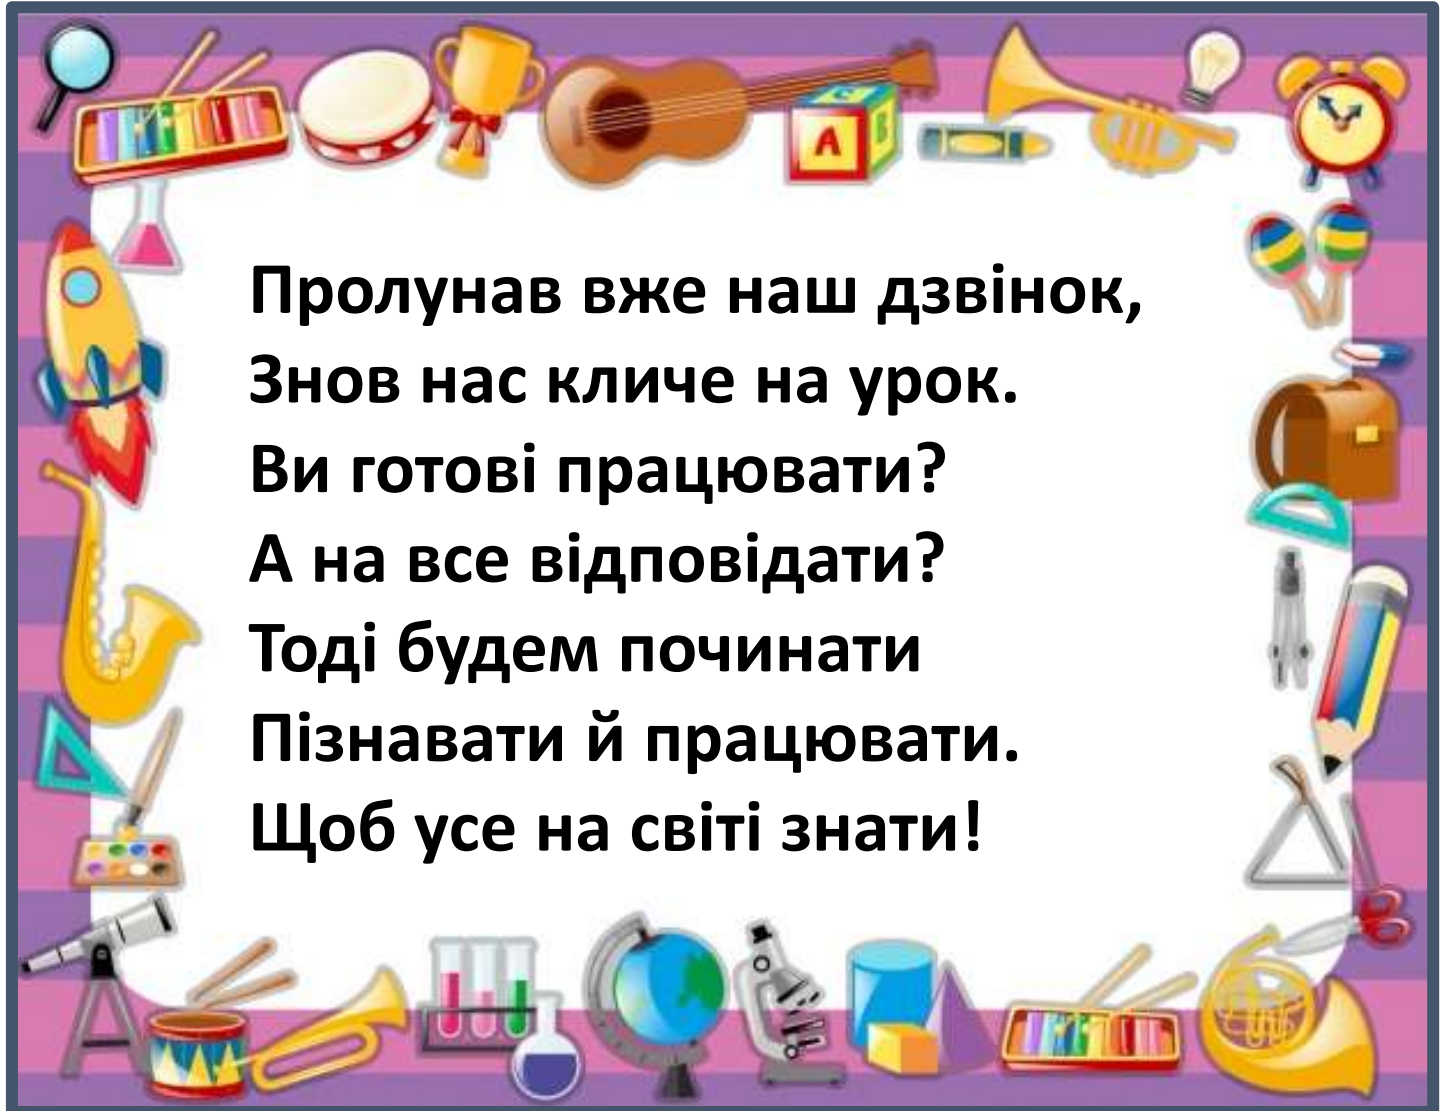 Пролунав вже наш дзвінок,
Знов нас кличе на урок.
Ви готові працювати?
А на все відповідати?
Тоді будем починати
Пізнавати й працювати.
Щоб усе на світі знати!
A
B
C